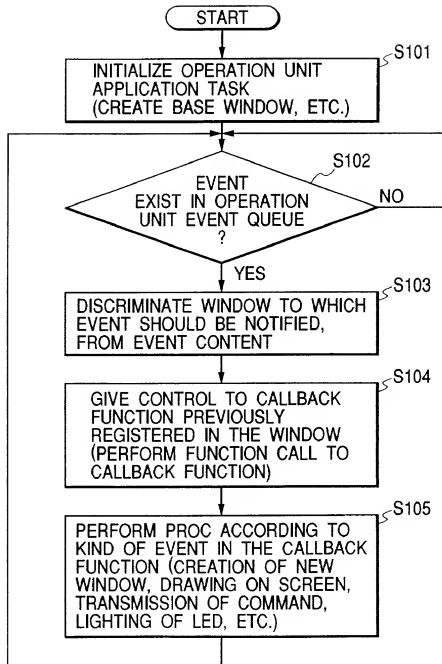 START
S101
INITIALIZE OPERATION UNIT
APPLICATION TASK
(CREATE BASE WINDOW, ETC.)
S102
EVENT
EXIST IN OPERATION
UNIT EVENT QUEUE
?
NO
YES
S103
DISCRIMINATE WINDOW TO WHICH
EVENT SHOULD BE NOTIFIED,
FROM EVENT CONTENT
S104
GIVE CONTROL TO CALLBACK
FUNCTION PREVIOUSLY
REGISTERED IN THE WINDOW
(PERFORM FUNCTION CALL TO
CALLBACK FUNCTION)
S105
PERFORM PROC ACCORDING TO
KIND OF EVENT IN THE CALLBACK
FUNCTION (CREATION OF NEW
WINDOW, DRAWING ON SCREEN,
TRANSMISSION OF COMMAND,
LIGHTING OF LED, ETC.)